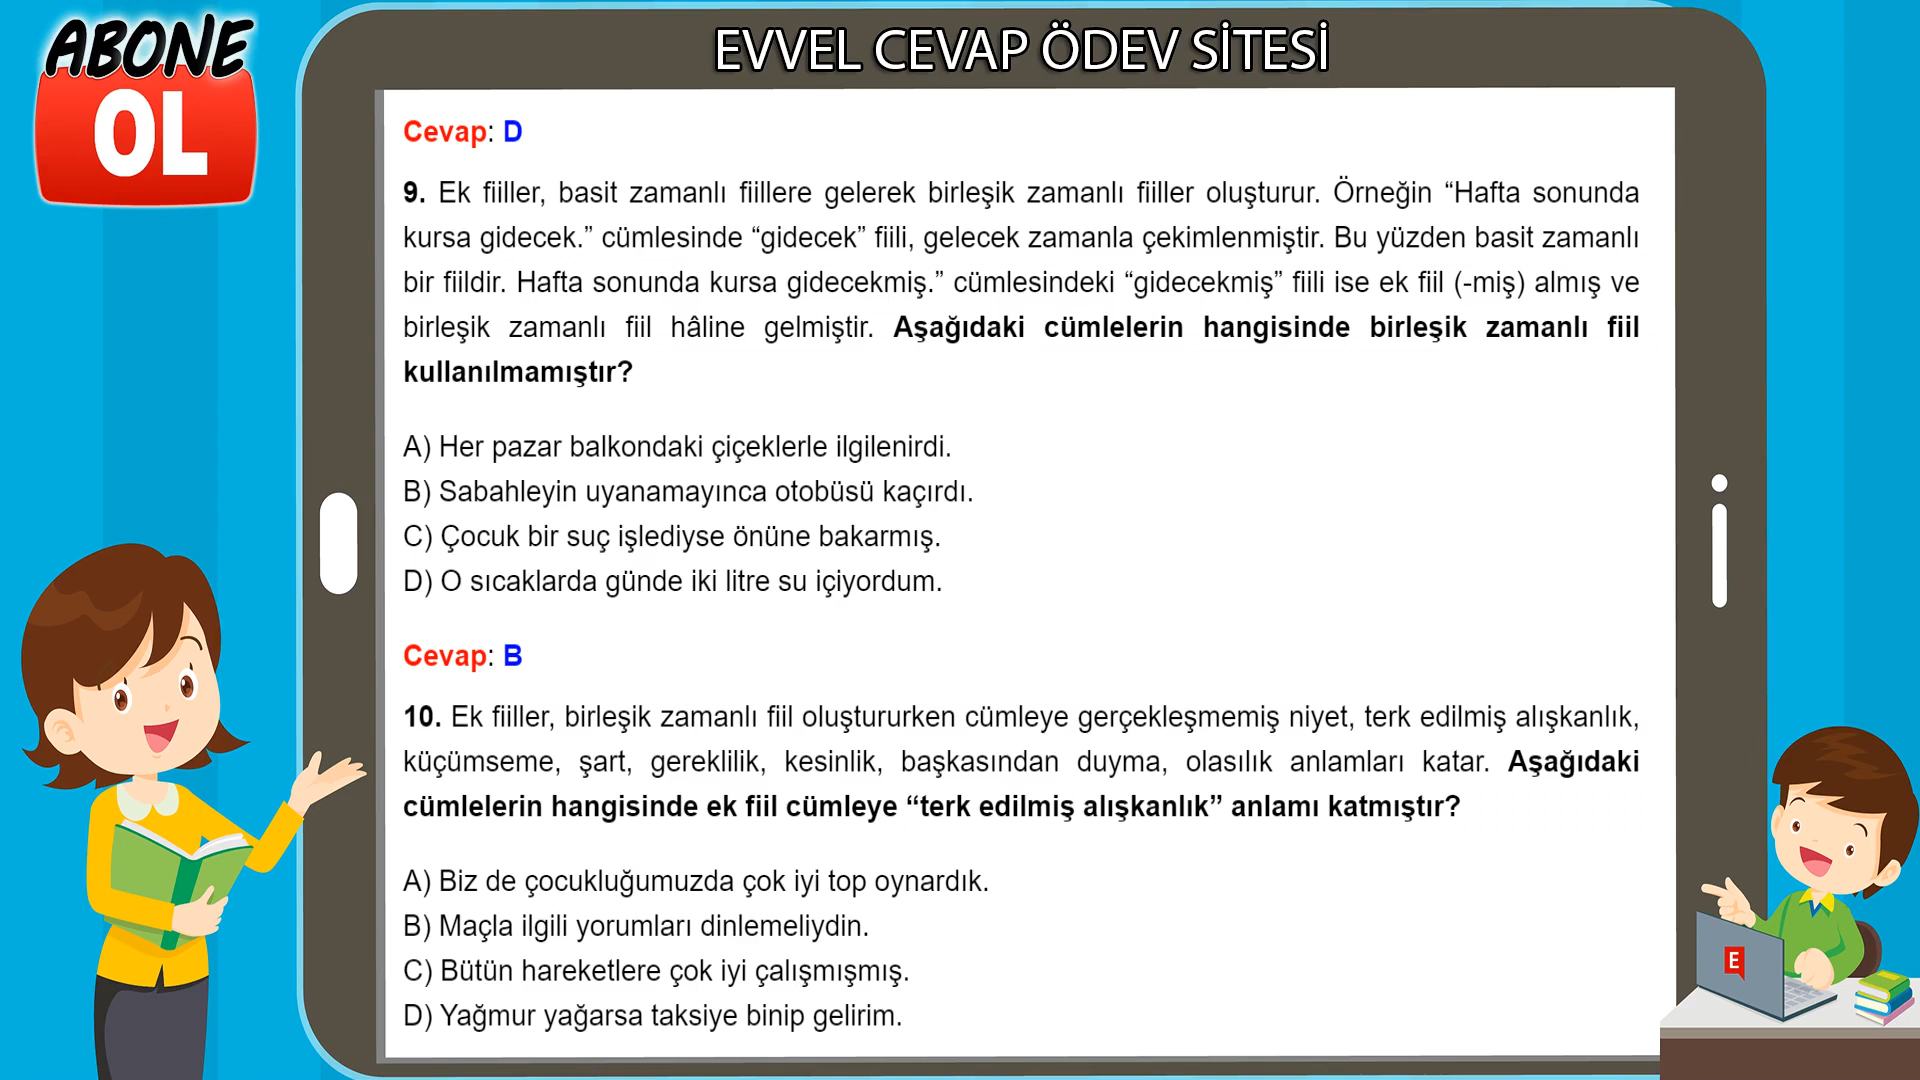 ABONE
OL
EVVEL CEVAP ÖDEV SİTESİ
Cevap: D
9. Ek fiiller, basit zamanlı fiillere gelerek birleşik zamanlı fiiller oluşturur. Örneğin “Hafta sonunda
kursa gidecek.” cümlesinde “gidecek” fiili, gelecek zamanla çekimlenmiştir. Bu yüzden basit zamanlı
bir fiildir. Hafta sonunda kursa gidecekmiş.” cümlesindeki “gidecekmiş” fiili ise ek fiil (-miş) almış ve
birleşik zamanlı fiil hâline gelmiştir. Aşağıdaki cümlelerin hangisinde birleşik zamanlı fiil
kullanılmamıştır?
A) Her pazar balkondaki çiçeklerle ilgilenirdi.
B) Sabahleyin uyanamayınca otobüsü kaçırdı.
C) Çocuk bir suç işlediyse önüne bakarmış.
D) O sıcaklarda günde iki litre su içiyordum.
Cevap: B
10. Ek fiiller, birleşik zamanlı fiil oluştururken cümleye gerçekleşmemiş niyet, terk edilmiş alışkanlık,
küçümseme, şart, gereklilik, kesinlik, başkasından duyma, olasılık anlamları katar. Aşağıdaki
cümlelerin hangisinde ek fiil cümleye “terk edilmiş alışkanlık” anlamı katmıştır?
A) Biz de çocukluğumuzda çok iyi top oynardık.
B) Maçla ilgili yorumları dinlemeliydin.
C) Bütün hareketlere çok iyi çalışmışmış.
D) Yağmur yağarsa taksiye binip gelirim.
E